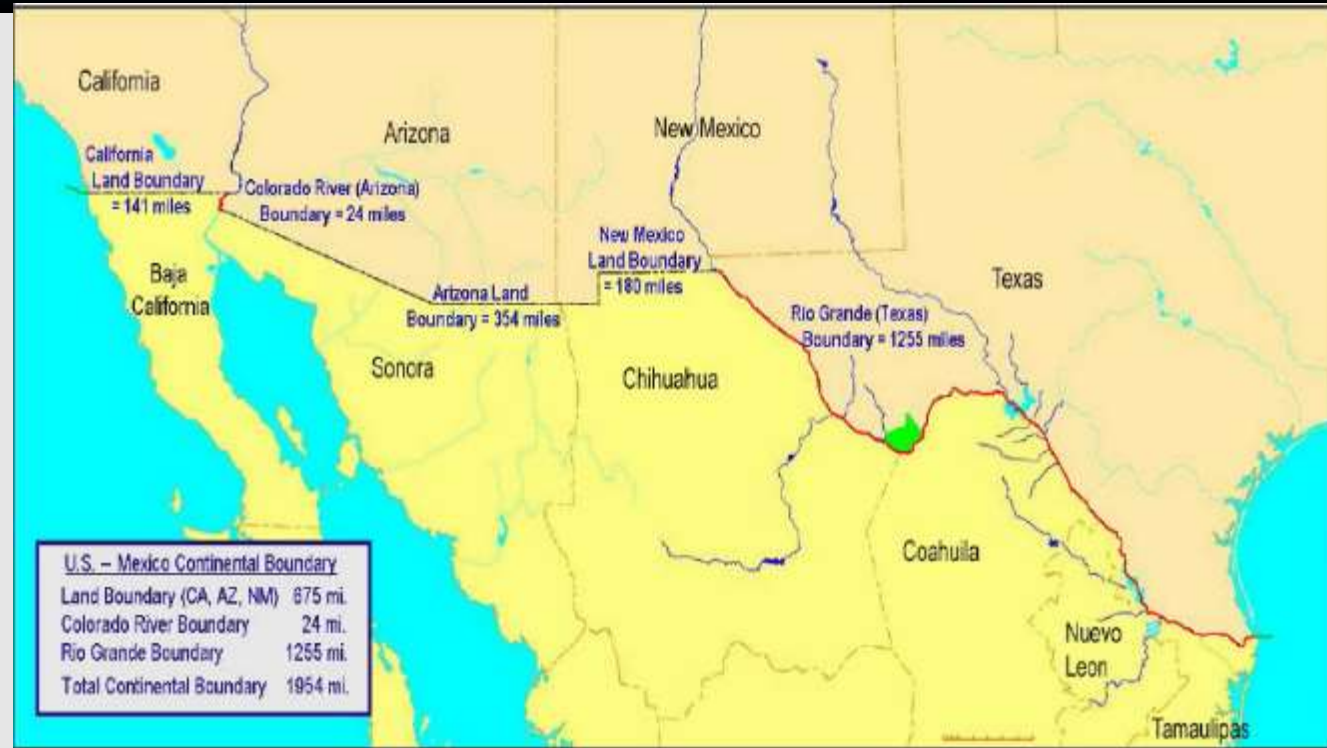 California
Arizona
New Mexico
California
Land Boundary
= 141 miles
Colorado River (Arizona)
Boundary = 24 miles
New Mexico
Land Boundary
= 180 miles
Baja
California
Arizona Land
Boundary = 354 miles
Texas
Rio Grande (Texas)
Boundary = 1255 miles
Sonora
Chihuahua
Coahuila
Nuevo
Leon
Tamaulipas
U.S. – Mexico Continental Boundary
Land Boundary (CA, AZ, NM) 675 mi.
Colorado River Boundary 24 mi.
Rio Grande Boundary 1255 mi.
Total Continental Boundary 1954 mi.